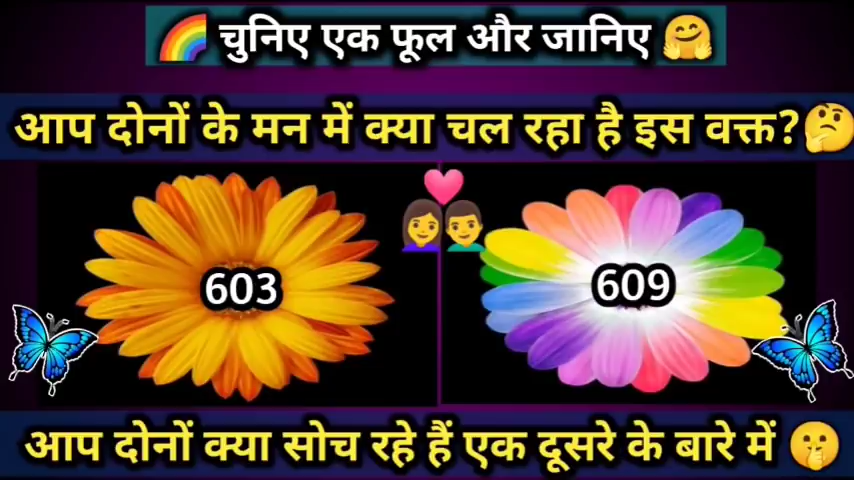 🌈 चुनिए एक फूल और जानिए 🤗
आप दोनों के मन में क्या चल रहा है इस वक्त?🤔
603
609
आप दोनों क्या सोच रहे हैं एक दूसरे के बारे में 🤫